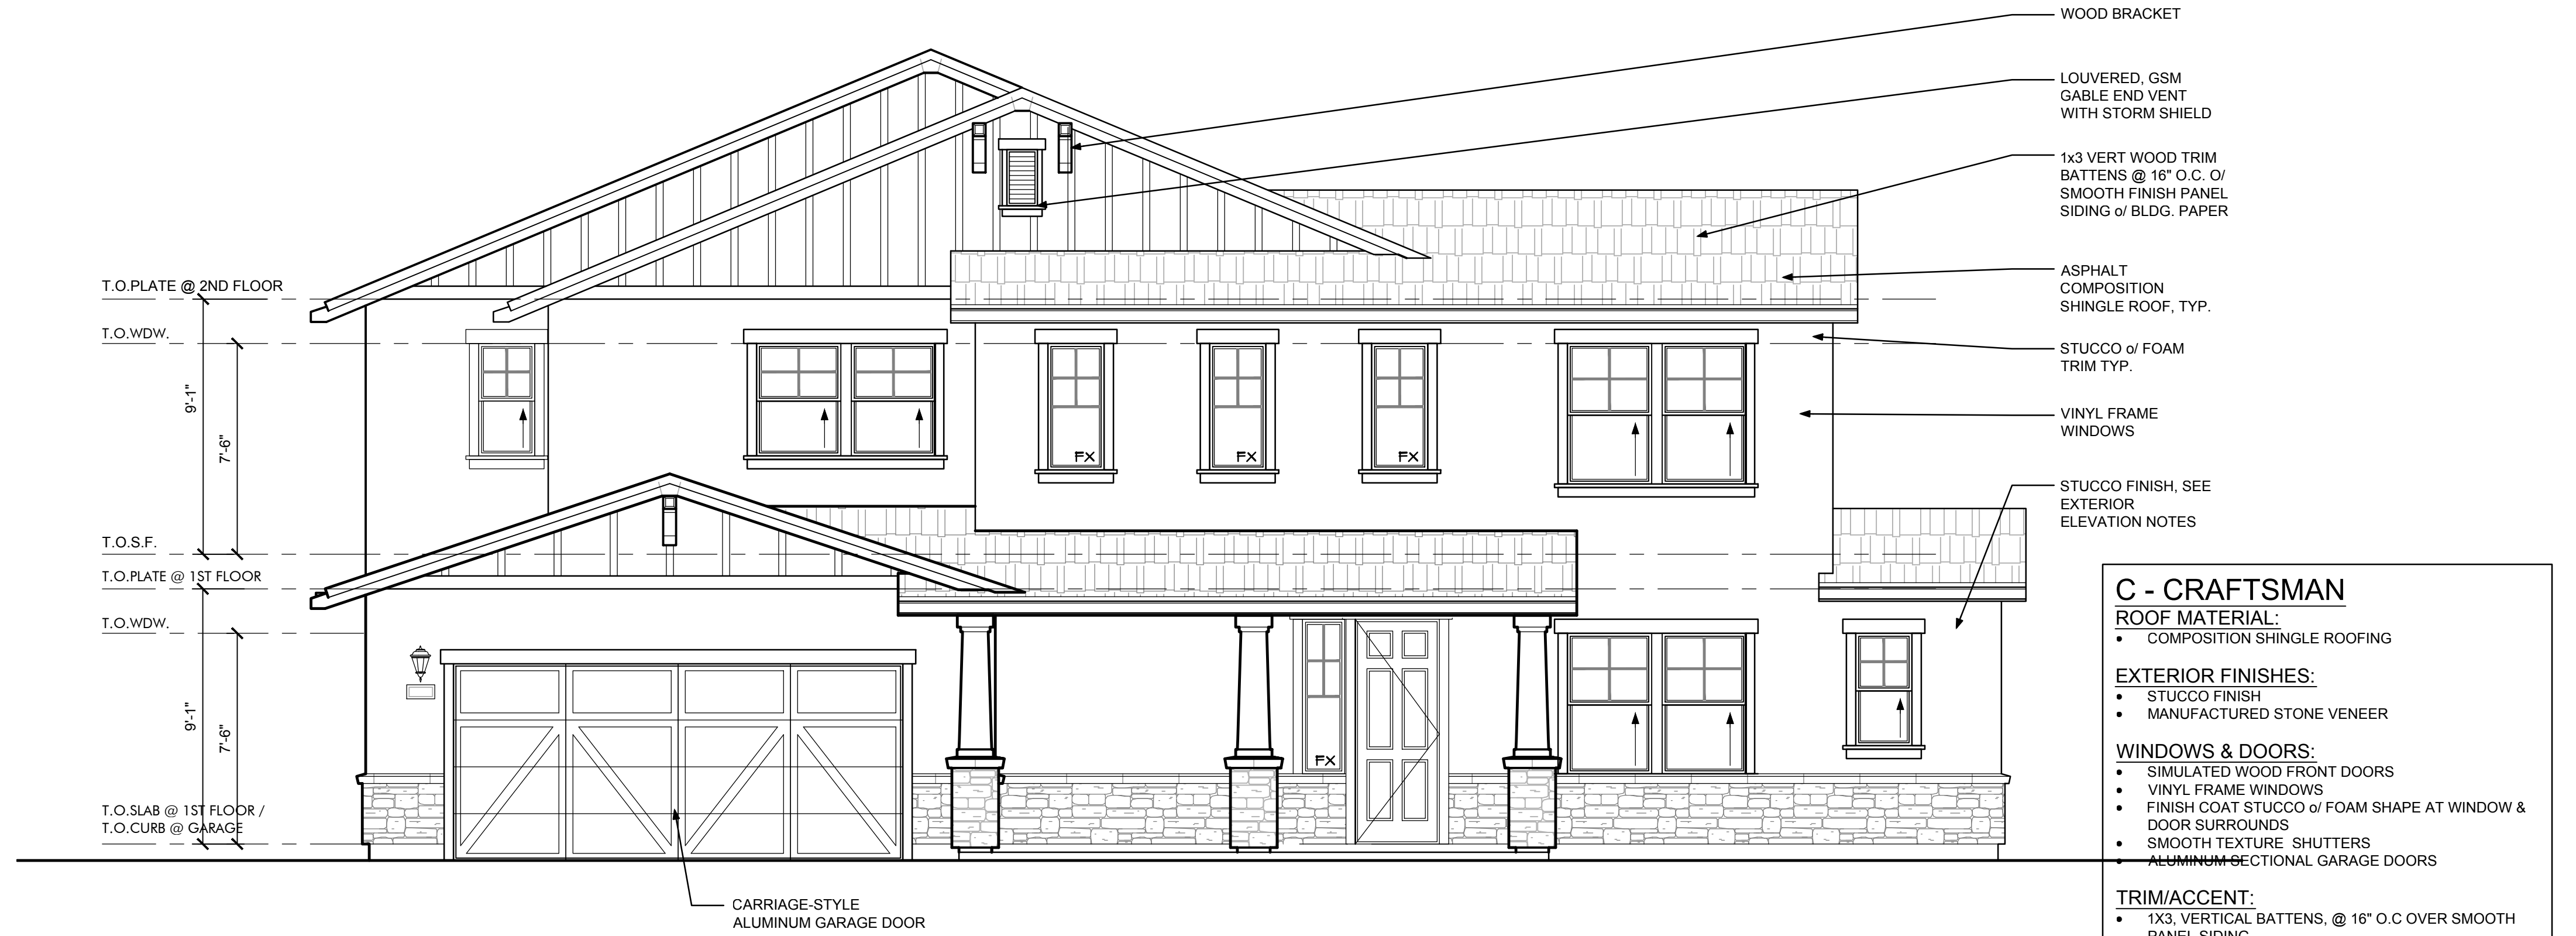 WOOD BRACKET
LOUVERED, GSM
GABLE END VENT
WITH STORM SHIELD
1x3 VERT WOOD TRIM
BATTENS @ 16" O.C. O/
SMOOTH FINISH PANEL
SIDING o/ BLDG. PAPER
ASPHALT
COMPOSITION
SHINGLE ROOF, TYP.
STUCCO o/ FOAM
TRIM TYP.
VINYL FRAME
WINDOWS
STUCCO FINISH, SEE
EXTERIOR
ELEVATION NOTES
T.O.PLATE @ 2ND FLOOR
T.O.WDW.
9'-1"
7'-6"
T.O.S.F.
T.O.PLATE @ 1ST FLOOR
T.O.WDW.
9'-1"
7'-6"
T.O.SLAB @ 1ST FLOOR /
T.O.CURB @ GARAGE
FX
FX
FX
FX
CARRIAGE-STYLE
ALUMINUM GARAGE DOOR
C - CRAFTSMAN
ROOF MATERIAL:
• COMPOSITION SHINGLE ROOFING
EXTERIOR FINISHES:
• STUCCO FINISH
• MANUFACTURED STONE VENEER
WINDOWS & DOORS:
• SIMULATED WOOD FRONT DOORS
• VINYL FRAME WINDOWS
• FINISH COAT STUCCO o/ FOAM SHAPE AT WINDOW &
DOOR SURROUNDS
• SMOOTH TEXTURE SHUTTERS
• ALUMINUM SECTIONAL GARAGE DOORS
TRIM/ACCENT:
• 1X3, VERTICAL BATTENS, @ 16" O.C OVER SMOOTH
PANEL SIDING